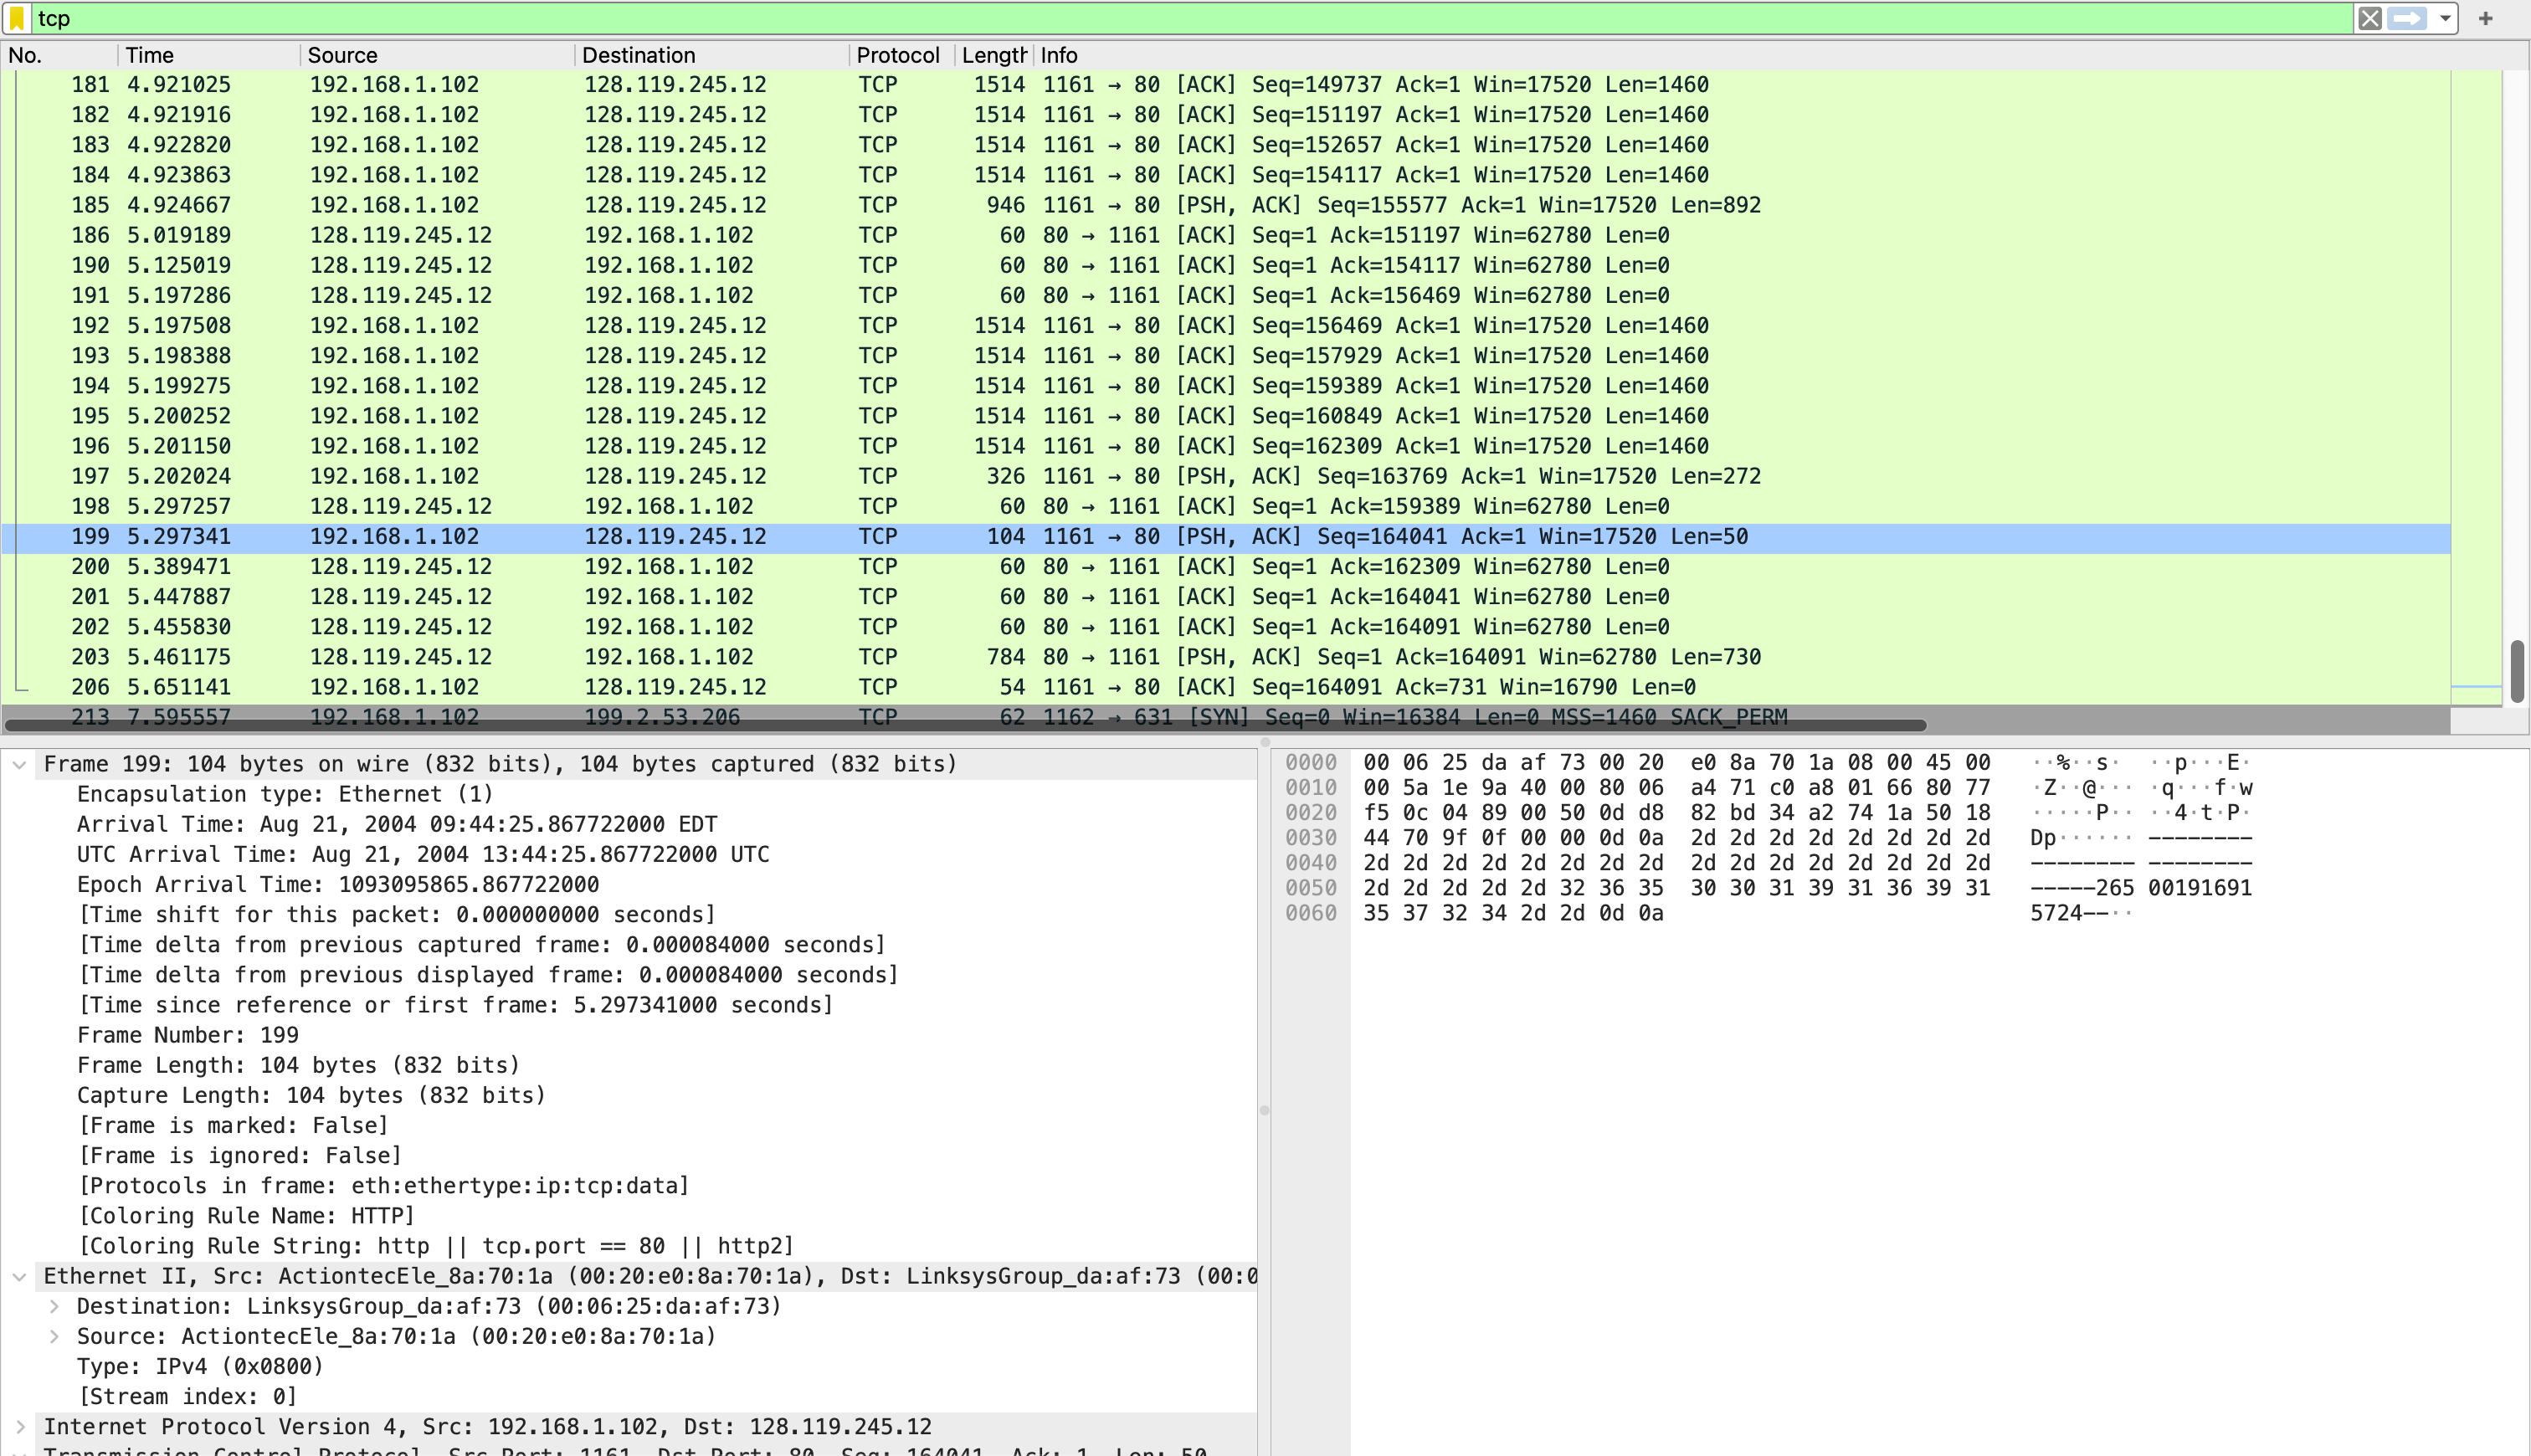 tcp
No. Time Source Destination Protocol Length Info
181 4.921025 192.168.1.102 128.119.245.12 TCP 1514 1161 → 80 [ACK] Seq=149737 Ack=1 Win=17520 Len=1460
182 4.921916 192.168.1.102 128.119.245.12 TCP 1514 1161 → 80 [ACK] Seq=151197 Ack=1 Win=17520 Len=1460
183 4.922820 192.168.1.102 128.119.245.12 TCP 1514 1161 → 80 [ACK] Seq=152657 Ack=1 Win=17520 Len=1460
184 4.923863 192.168.1.102 128.119.245.12 TCP 1514 1161 → 80 [ACK] Seq=154117 Ack=1 Win=17520 Len=1460
185 4.924667 192.168.1.102 128.119.245.12 TCP 946 1161 → 80 [PSH, ACK] Seq=155577 Ack=1 Win=17520 Len=892
186 5.019189 128.119.245.12 192.168.1.102 TCP 60 80 → 1161 [ACK] Seq=1 Ack=151197 Win=62780 Len=0
190 5.125019 128.119.245.12 192.168.1.102 TCP 60 80 → 1161 [ACK] Seq=1 Ack=154117 Win=62780 Len=0
191 5.197286 128.119.245.12 192.168.1.102 TCP 60 80 → 1161 [ACK] Seq=1 Ack=156469 Win=62780 Len=0
192 5.197508 192.168.1.102 128.119.245.12 TCP 1514 1161 → 80 [ACK] Seq=156469 Ack=1 Win=17520 Len=1460
193 5.198388 192.168.1.102 128.119.245.12 TCP 1514 1161 → 80 [ACK] Seq=157929 Ack=1 Win=17520 Len=1460
194 5.199275 192.168.1.102 128.119.245.12 TCP 1514 1161 → 80 [ACK] Seq=159389 Ack=1 Win=17520 Len=1460
195 5.200252 192.168.1.102 128.119.245.12 TCP 1514 1161 → 80 [ACK] Seq=160849 Ack=1 Win=17520 Len=1460
196 5.201150 192.168.1.102 128.119.245.12 TCP 1514 1161 → 80 [ACK] Seq=162309 Ack=1 Win=17520 Len=1460
197 5.202024 192.168.1.102 128.119.245.12 TCP 326 1161 → 80 [PSH, ACK] Seq=163769 Ack=1 Win=17520 Len=272
198 5.297257 128.119.245.12 192.168.1.102 TCP 60 80 → 1161 [ACK] Seq=1 Ack=159389 Win=62780 Len=0
199 5.297341 192.168.1.102 128.119.245.12 TCP 104 1161 → 80 [PSH, ACK] Seq=164041 Ack=1 Win=17520 Len=50
200 5.389471 128.119.245.12 192.168.1.102 TCP 60 80 → 1161 [ACK] Seq=1 Ack=162309 Win=62780 Len=0
201 5.447887 128.119.245.12 192.168.1.102 TCP 60 80 → 1161 [ACK] Seq=1 Ack=164041 Win=62780 Len=0
202 5.455830 128.119.245.12 192.168.1.102 TCP 60 80 → 1161 [ACK] Seq=1 Ack=164091 Win=62780 Len=0
203 5.461175 128.119.245.12 192.168.1.102 TCP 784 80 → 1161 [PSH, ACK] Seq=1 Ack=164091 Win=62780 Len=730
206 5.651141 192.168.1.102 128.119.245.12 TCP 54 1161 → 80 [ACK] Seq=164091 Ack=731 Win=16790 Len=0
213 7.595557 192.168.1.102 199.2.53.206 TCP 62 1162 → 631 [SYN] Seq=0 Win=16384 Len=0 MSS=1460 SACK_PERM
Frame 199: 104 bytes on wire (832 bits), 104 bytes captured (832 bits)
Encapsulation type: Ethernet (1)
Arrival Time: Aug 21, 2004 09:44:25.867722000 EDT
UTC Arrival Time: Aug 21, 2004 13:44:25.867722000 UTC
Epoch Arrival Time: 1093095865.867722000
[Time shift for this packet: 0.000000000 seconds]
[Time delta from previous captured frame: 0.000084000 seconds]
[Time delta from previous displayed frame: 0.000084000 seconds]
[Time since reference or first frame: 5.297341000 seconds]
Frame Number: 199
Frame Length: 104 bytes (832 bits)
Capture Length: 104 bytes (832 bits)
[Frame is marked: False]
[Frame is ignored: False]
[Protocols in frame: eth:ethertype:ip:tcp:data]
[Coloring Rule Name: HTTP]
[Coloring Rule String: http || tcp.port == 80 || http2]
Ethernet II, Src: ActiontecEle_8a:70:1a (00:20:e0:8a:70:1a), Dst: LinksysGroup_da:af:73 (00:0
Destination: LinksysGroup_da:af:73 (00:06:25:da:af:73)
Source: ActiontecEle_8a:70:1a (00:20:e0:8a:70:1a)
Type: IPv4 (0x0800)
[Stream index: 0]
Internet Protocol Version 4, Src: 192.168.1.102, Dst: 128.119.245.12
Transmission Control Protocol, Src Port: 1161, Dst Port: 80, Seq: 164041, Ack: 1, Len: 50
0000 00 06 25 da af 73 00 20 e0 8a 70 1a 08 00 45 00 ··%··s·  ··p···E·
0010 00 5a 1e 9a 40 00 80 06 a4 71 c0 a8 01 66 80 77 ·Z··@··· ·q···f·w
0020 f5 0c 04 89 00 50 0d d8 82 bd 34 a2 74 1a 50 18 ·····P·· ··4·t·P·
0030 44 70 9f 0f 00 00 0d 0a 2d 2d 2d 2d 2d 2d 2d 2d Dp······ --------
0040 2d 2d 2d 2d 2d 2d 2d 2d 2d 2d 2d 2d 2d 2d 2d 2d -------- --------
0050 2d 2d 2d 2d 2d 32 36 35 30 30 31 39 31 36 39 31 -----265 00191691
0060 35 37 32 34 2d 2d 0d 0a 5724--··